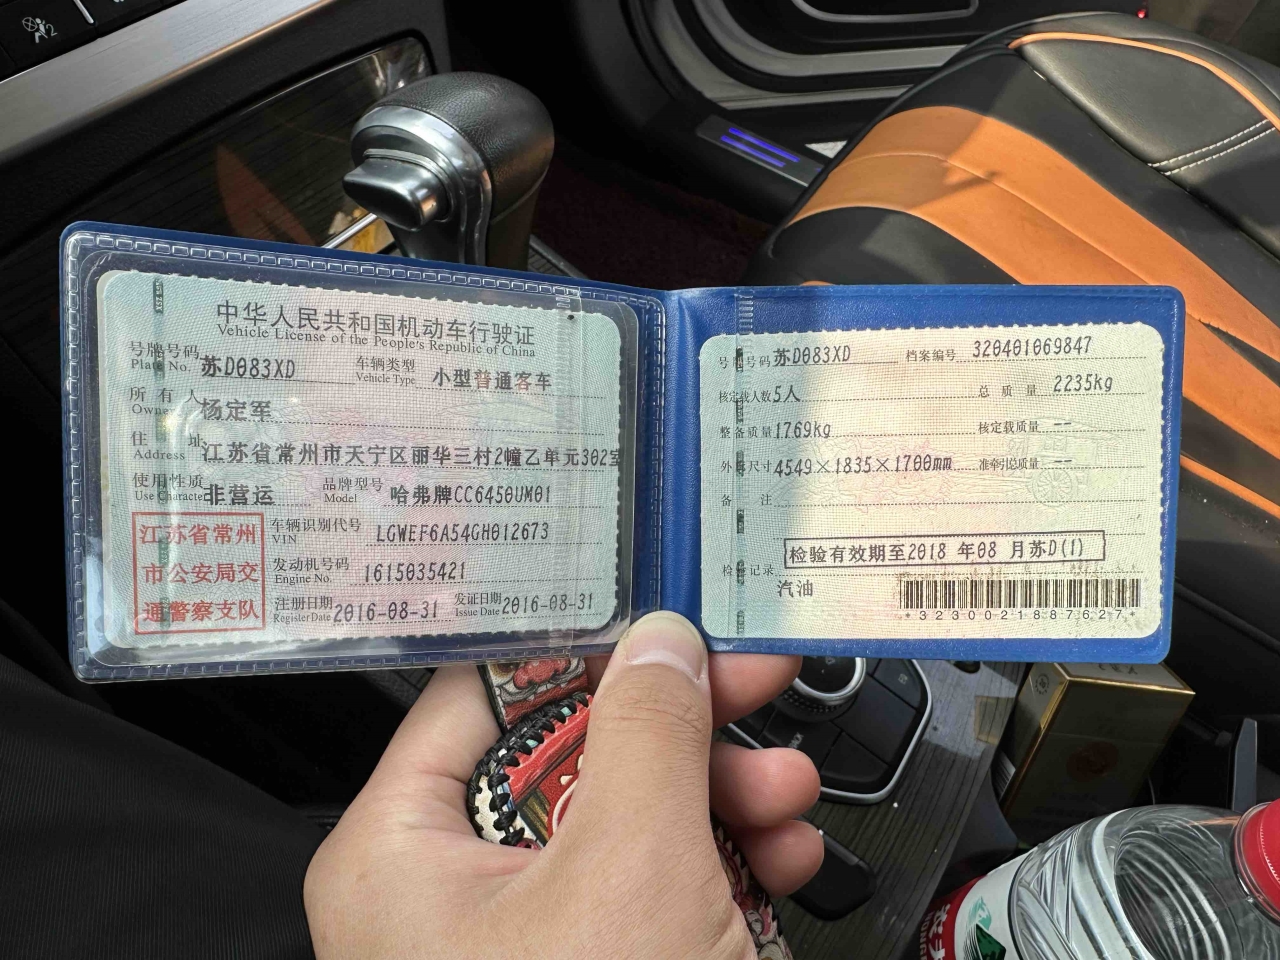 中华人民共和国机动车行驶证
Vehicle License of the People's Republic of China
号牌号码 苏D083XD 车辆类型 小型普通客车
Plate No. Vehicle Type
所有人 杨定军
Owner
住址 江苏省常州市天宁区丽华三村2幢乙单元302室
Address
使用性质 非营运 品牌型号 哈弗牌CC6450UM01
Use Character Model
江苏省常州
市公安局交
通警察支队
车辆识别代号 LGWEF6A54GH012673
VIN
发动机号码 1615035421
Engine No.
注册日期 2016-08-31 发证日期 2016-08-31
Register Date Issue Date
号牌号码 苏D083XD 档案编号 320401069847
核定载人数 5人 总质量 2235kg
整备质量 1769kg 核定载质量 --
外廓尺寸 4549×1835×1700mm 准牵引总质量 --
备注
检验有效期至2018 年08 月苏D(1)
检验记录
汽油
*3230021887627*